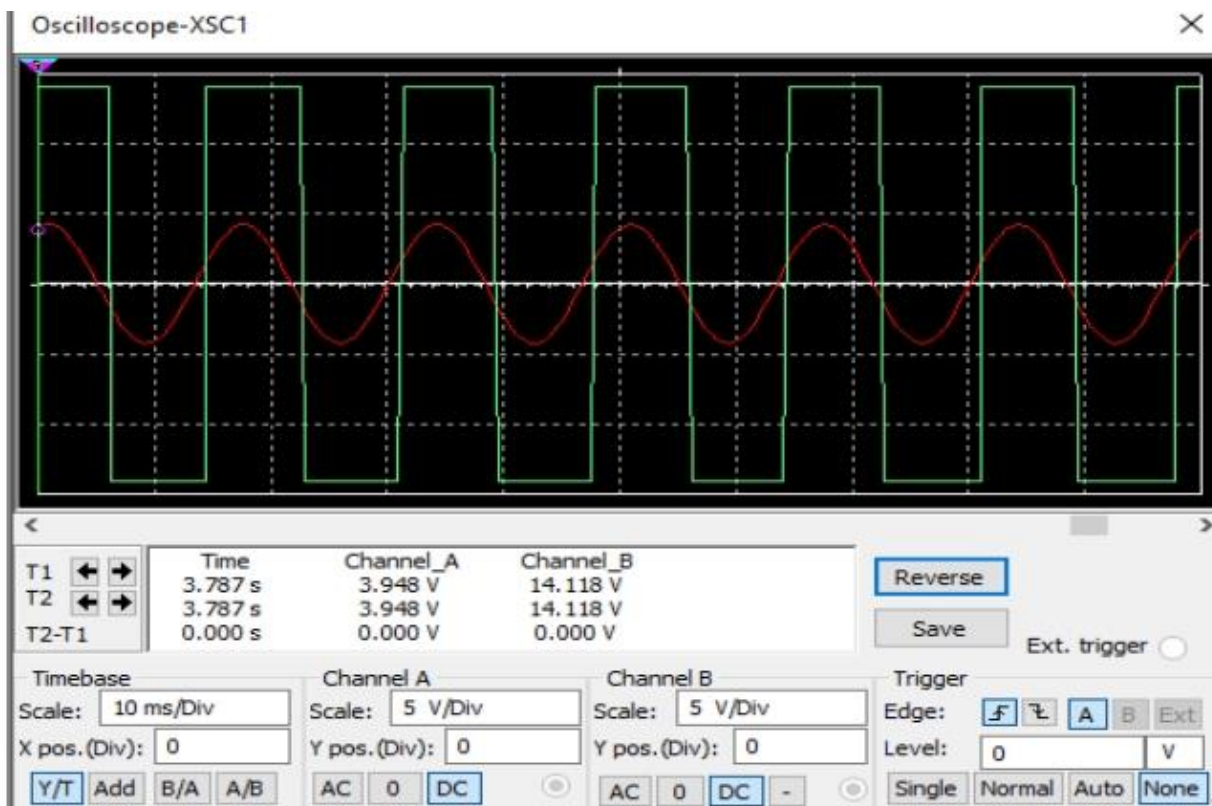 Oscilloscope-XSC1
Time Channel_A Channel_B
T1 3.787 s 3.948 V 14.118 V
T2 3.787 s 3.948 V 14.118 V
T2-T1 0.000 s 0.000 V 0.000 V
Reverse
Save
Ext. trigger
Timebase
Scale: 10 ms/Div
X pos.(Div): 0
Y/T Add B/A A/B
Channel A
Scale: 5 V/Div
Y pos.(Div): 0
AC 0 DC
Channel B
Scale: 5 V/Div
Y pos.(Div): 0
AC 0 DC -
Trigger
Edge: A B Ext
Level: 0 V
Single Normal Auto None